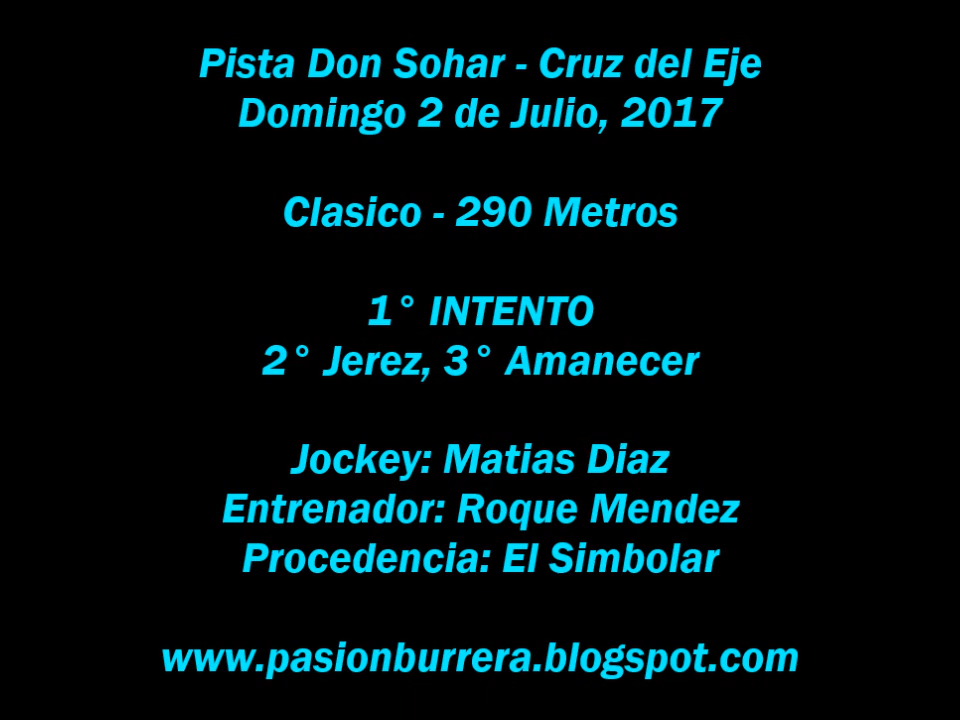 Pista Don Sohar - Cruz del Eje
Domingo 2 de Julio, 2017
Clasico - 290 Metros
1° INTENTO
2° Jerez, 3° Amanecer
Jockey: Matias Diaz
Entrenador: Roque Mendez
Procedencia: El Simbolar
www.pasionburrera.blogspot.com